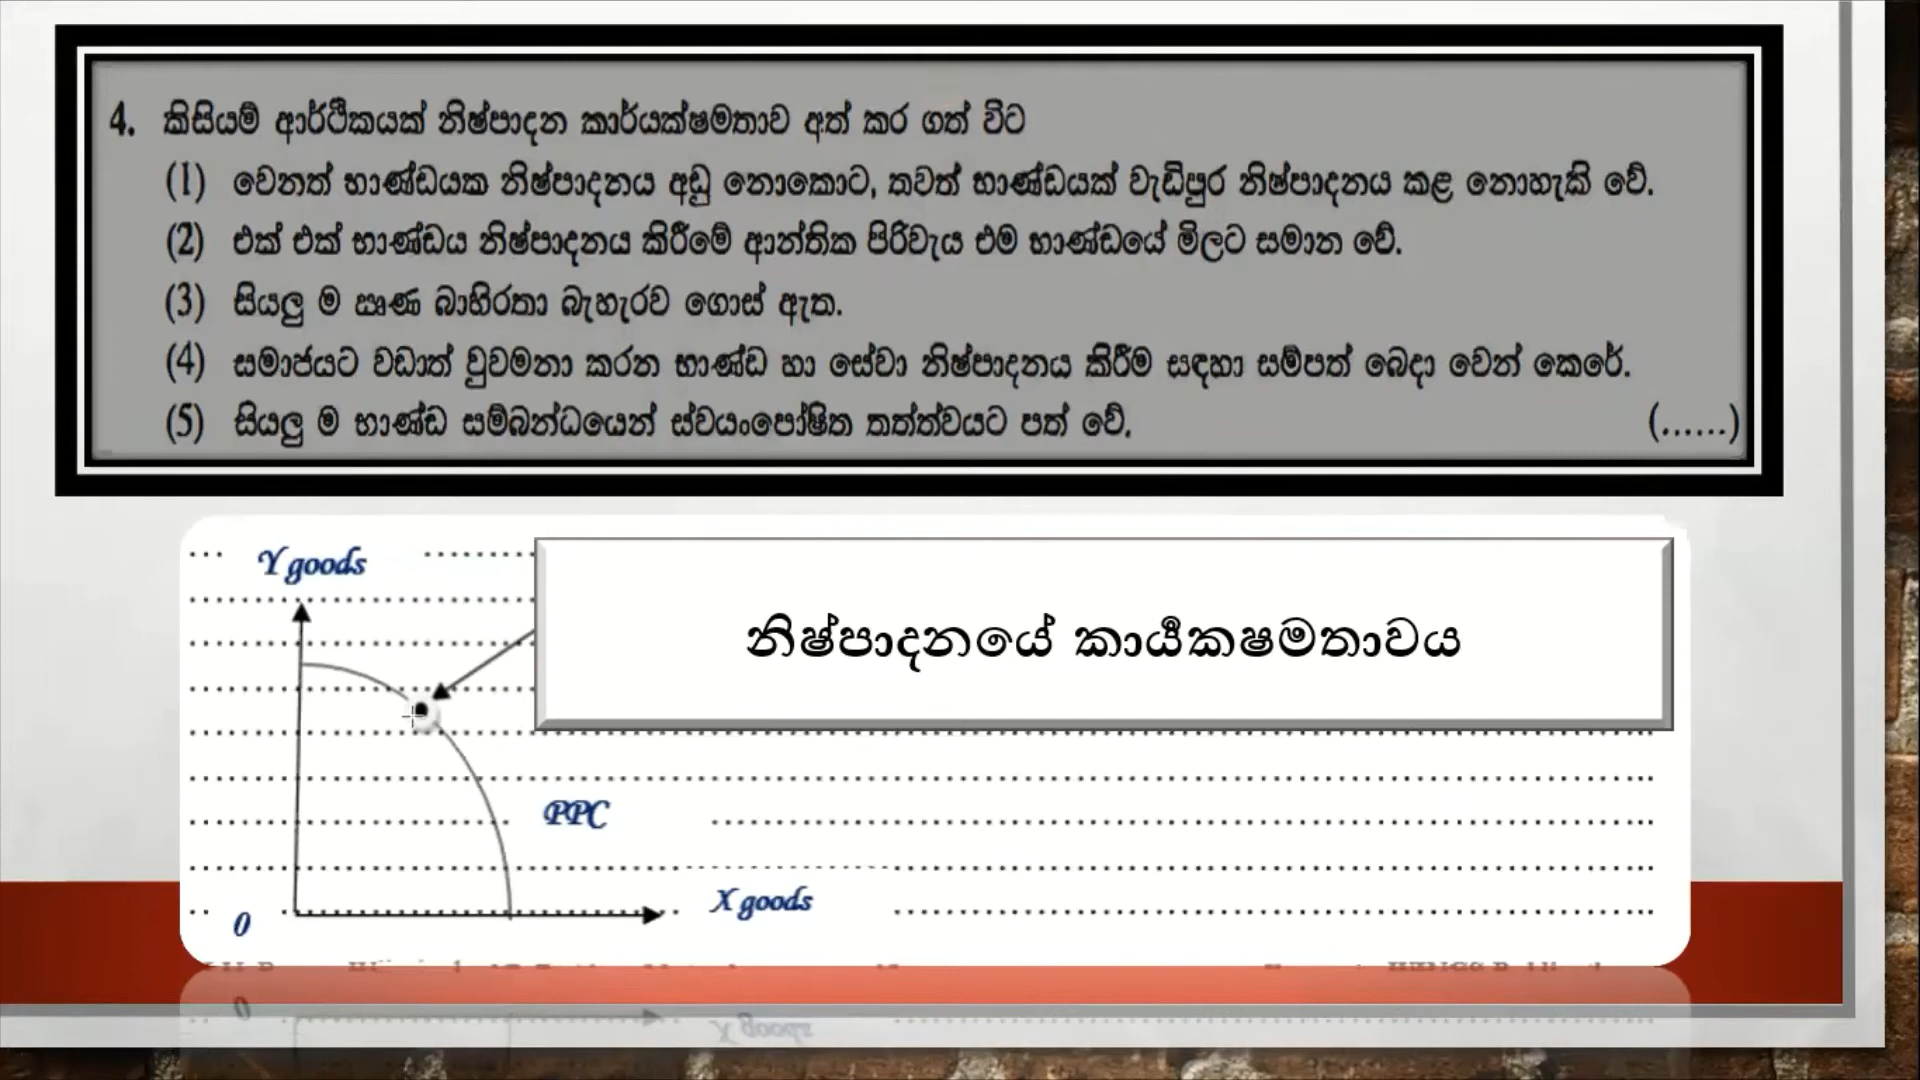 4. කිසියම් ආර්ථිකයක් නිෂ්පාදන කාර්යක්ෂමතාව අත් කර ගත් විට
(1) වෙනත් භාණ්ඩයක නිෂ්පාදනය අඩු නොකොට, තවත් භාණ්ඩයක් වැඩිපුර නිෂ්පාදනය කළ නොහැකි වේ.
(2) එක් එක් භාණ්ඩය නිෂ්පාදනය කිරීමේ ආන්තික පිරිවැය එම භාණ්ඩයේ මිලට සමාන වේ.
(3) සියලු ම ඍණ බාහිරතා බැහැරව ගොස් ඇත.
(4) සමාජයට වඩාත් වුවමනා කරන භාණ්ඩ හා සේවා නිෂ්පාදනය කිරීම සඳහා සම්පත් බෙදා වෙන් කෙරේ.
(5) සියලු ම භාණ්ඩ සම්බන්ධයෙන් ස්වයංපෝෂිත තත්ත්වයට පත් වේ. (......)
Y goods
නිෂ්පාදනයේ කාර්යකෂමතාවය
PPC
X goods
0